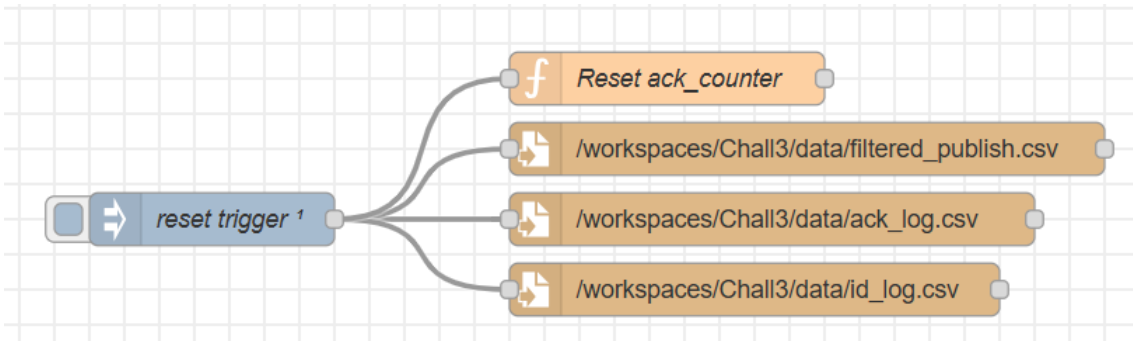 Reset ack_counter
/workspaces/Chall3/data/filtered_publish.csv
reset trigger ¹
/workspaces/Chall3/data/ack_log.csv
/workspaces/Chall3/data/id_log.csv